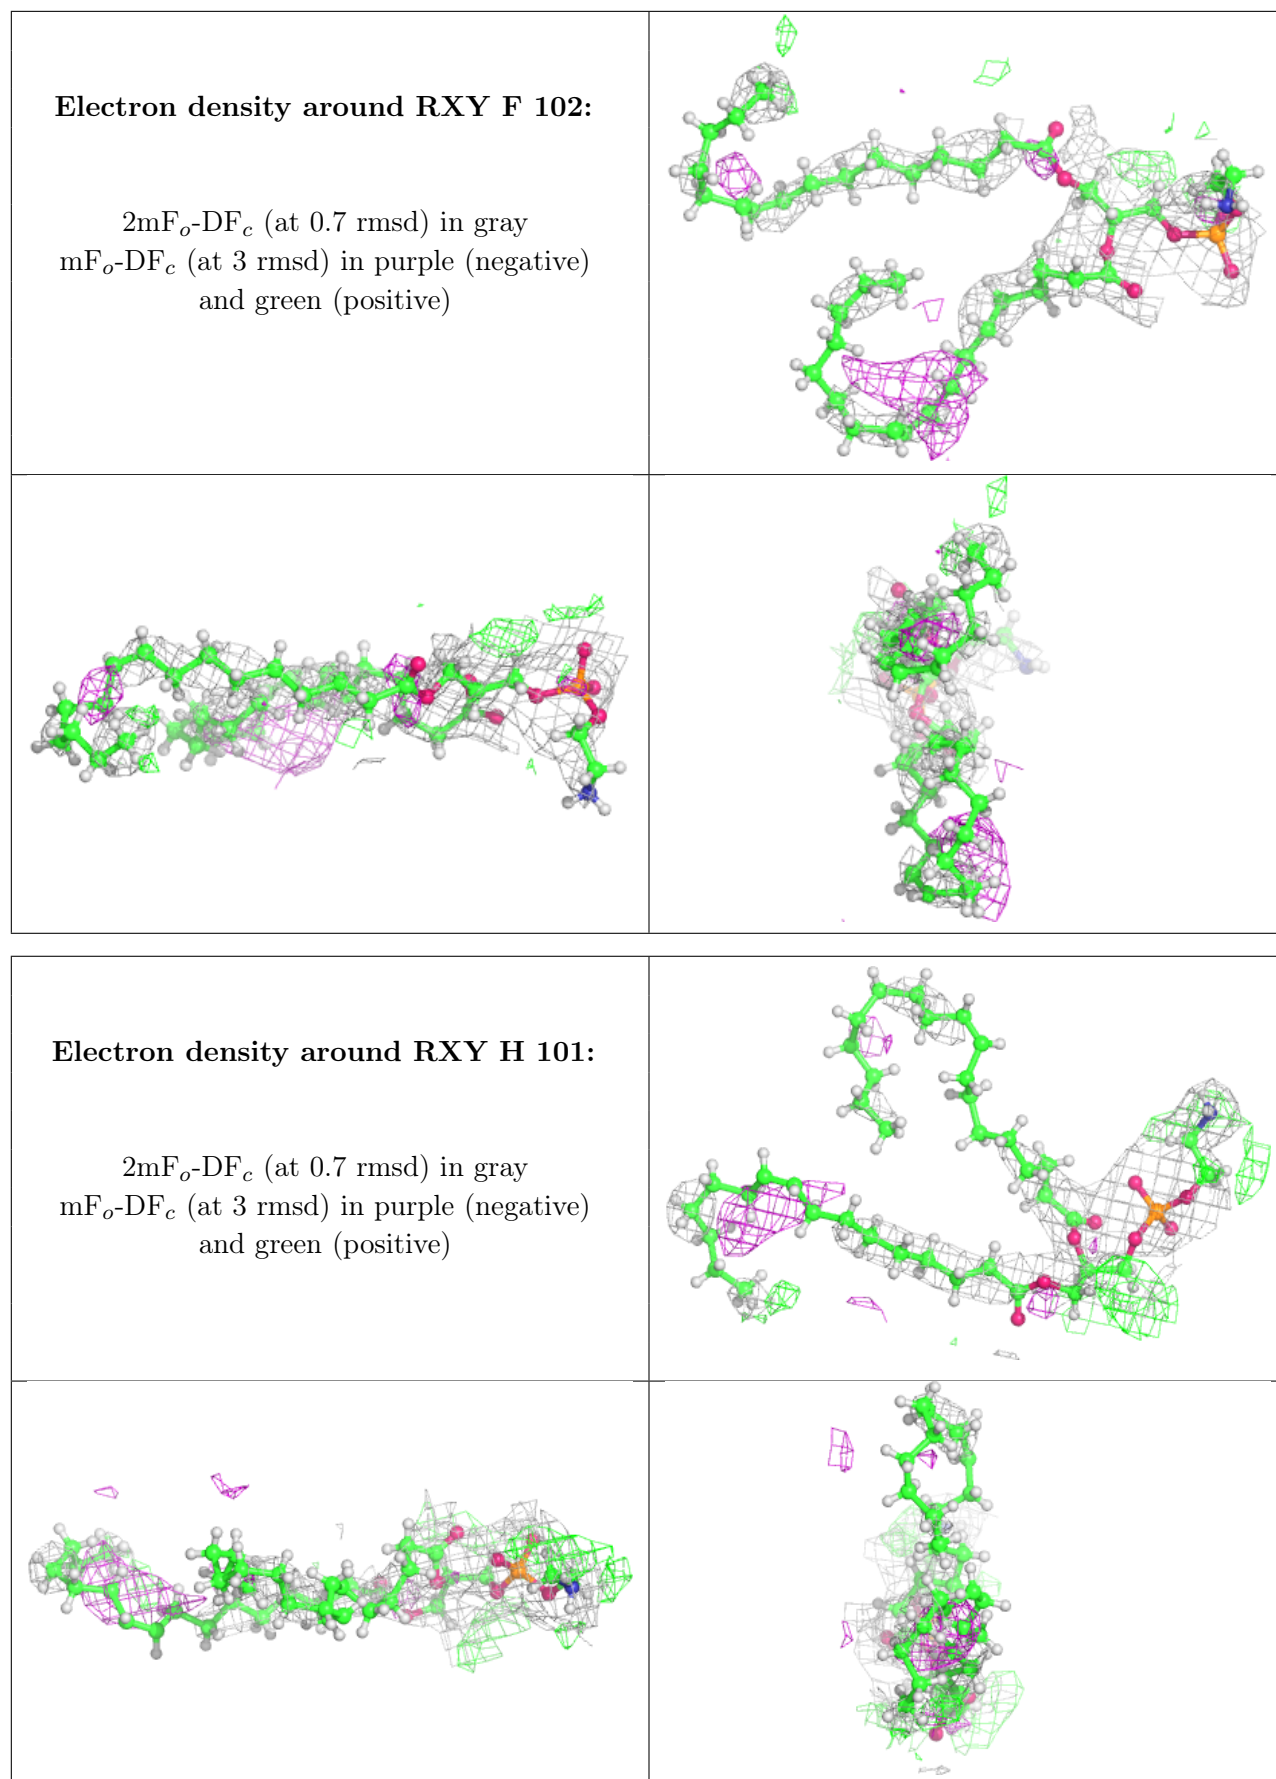 Electron density around RXY F 102:
2mFo-DFc (at 0.7 rmsd) in gray
mFo-DFc (at 3 rmsd) in purple (negative)
and green (positive)
Electron density around RXY H 101:
2mFo-DFc (at 0.7 rmsd) in gray
mFo-DFc (at 3 rmsd) in purple (negative)
and green (positive)